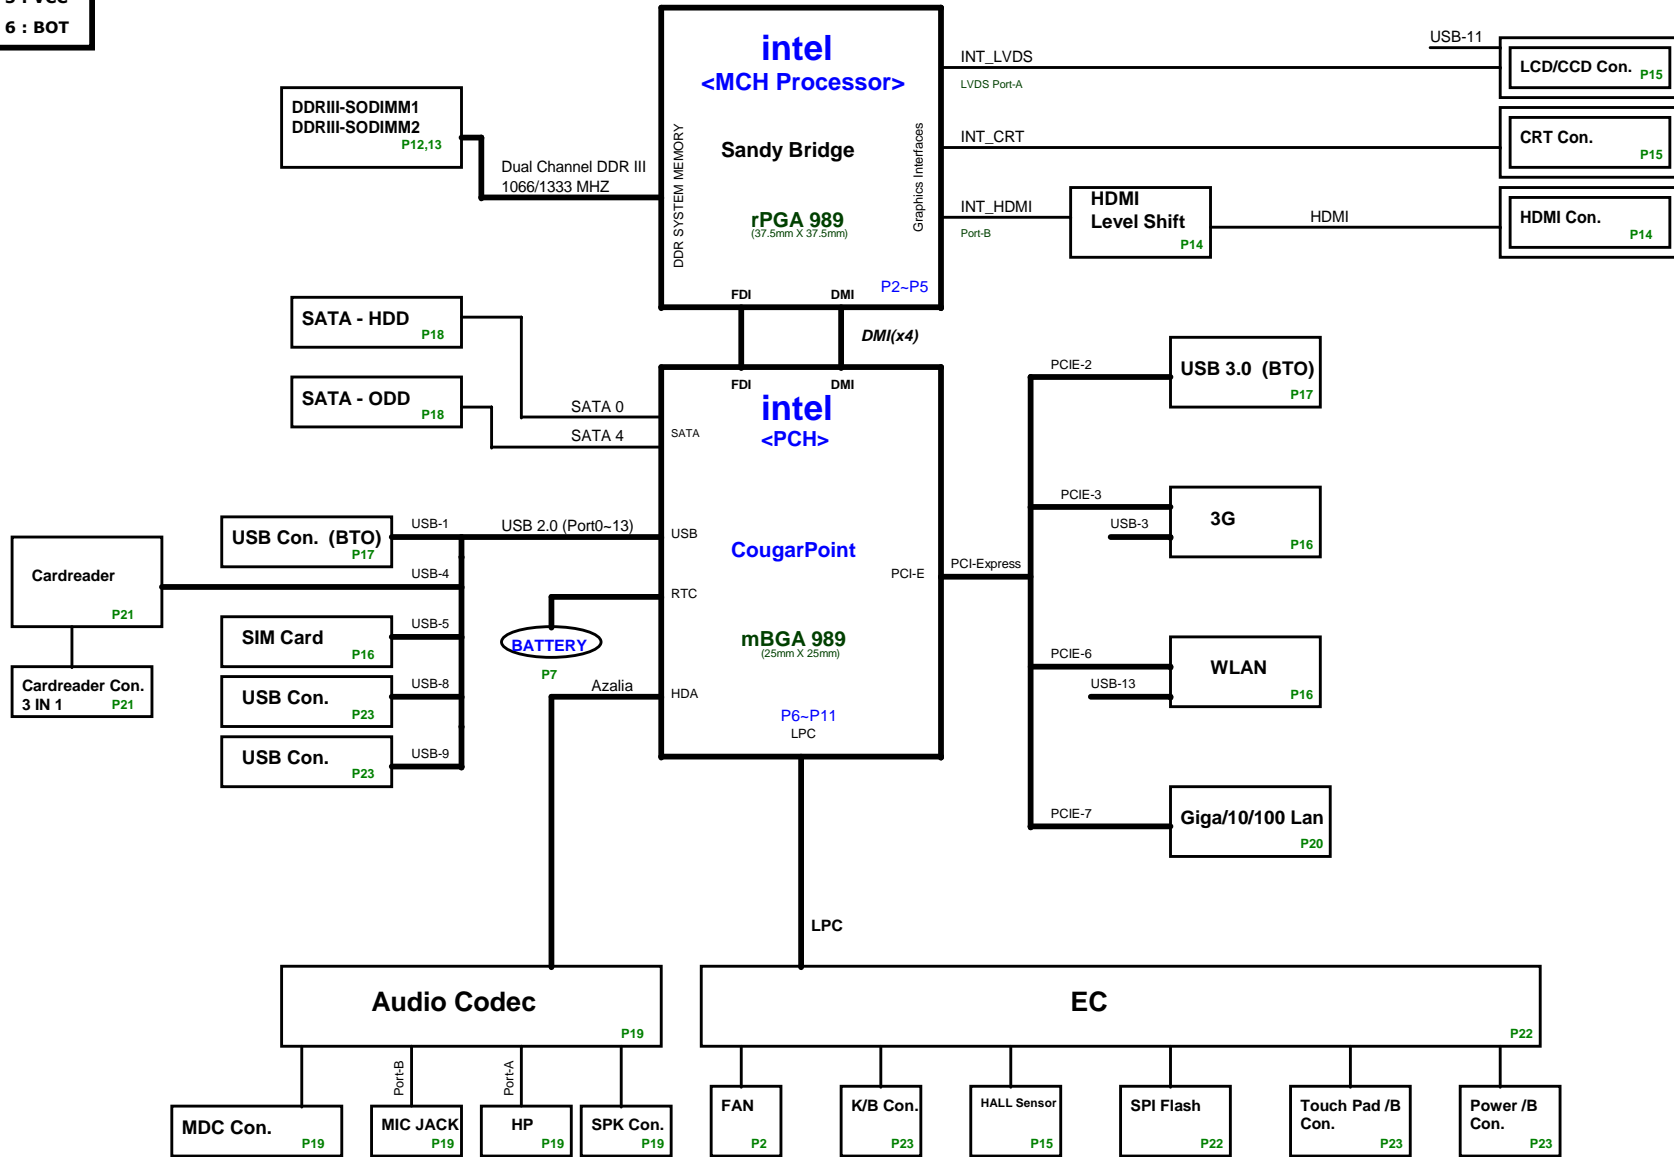 6 : BOT
intel
<MCH Processor>
Sandy Bridge
rPGA 989
(37.5mm X 37.5mm)
DDR SYSTEM MEMORY
Graphics Interfaces
P2~P5
FDI
DMI
DDRIII-SODIMM1
DDRIII-SODIMM2
P12,13
Dual Channel DDR III
1066/1333 MHZ
INT_LVDS
LVDS Port-A
USB-11
LCD/CCD Con.
P15
INT_CRT
CRT Con.
P15
INT_HDMI
Port-B
HDMI
Level Shift
P14
HDMI
HDMI Con.
P14
DMI(x4)
SATA - HDD
P18
SATA - ODD
P18
SATA 0
SATA 4
FDI
DMI
intel
<PCH>
SATA
USB
CougarPoint
PCI-E
RTC
mBGA 989
(25mm X 25mm)
HDA
P6~P11
LPC
USB Con. (BTO)
P17
USB-1
USB 2.0 (Port0~13)
Cardreader
P21
USB-4
SIM Card
P16
USB-5
Cardreader Con.
3 IN 1
P21
USB Con.
P23
USB-8
USB Con.
P23
USB-9
BATTERY
P7
Azalia
PCI-Express
PCIE-2
USB 3.0 (BTO)
P17
PCIE-3
USB-3
3G
P16
PCIE-6
USB-13
WLAN
P16
PCIE-7
Giga/10/100 Lan
P20
LPC
Audio Codec
P19
EC
P22
Port-B
Port-A
MDC Con.
P19
MIC JACK
P19
HP
P19
SPK Con.
P19
FAN
P2
K/B Con.
P23
HALL Sensor
P15
SPI Flash
P22
Touch Pad /B
Con.
P23
Power /B
Con.
P23